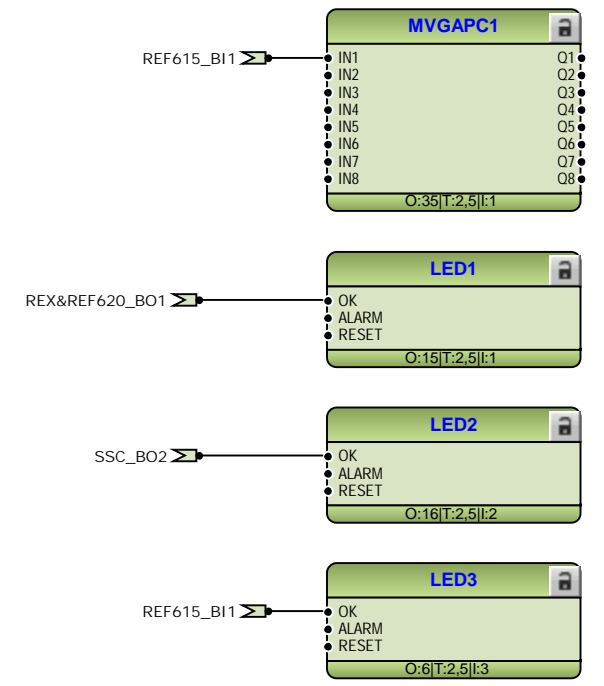 MVGAPC1
REF615_BI1 IN1 Q1
IN2 Q2
IN3 Q3
IN4 Q4
IN5 Q5
IN6 Q6
IN7 Q7
IN8 Q8
O:35|T:2,5|I:1
LED1
REX&REF620_BO1 OK
ALARM
RESET
O:15|T:2,5|I:1
LED2
SSC_BO2 OK
ALARM
RESET
O:16|T:2,5|I:2
LED3
REF615_BI1 OK
ALARM
RESET
O:6|T:2,5|I:3